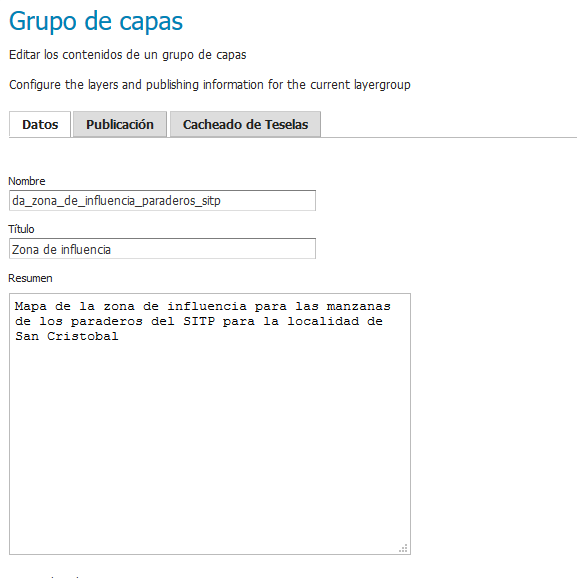 Grupo de capas
Editar los contenidos de un grupo de capas
Configure the layers and publishing information for the current layergroup
Datos Publicación Cacheado de Teselas
Nombre
da_zona_de_influencia_paraderos_sitp
Título
Zona de influencia
Resumen
Mapa de la zona de influencia para las manzanas
de los paraderos del SITP para la localidad de
San Cristobal